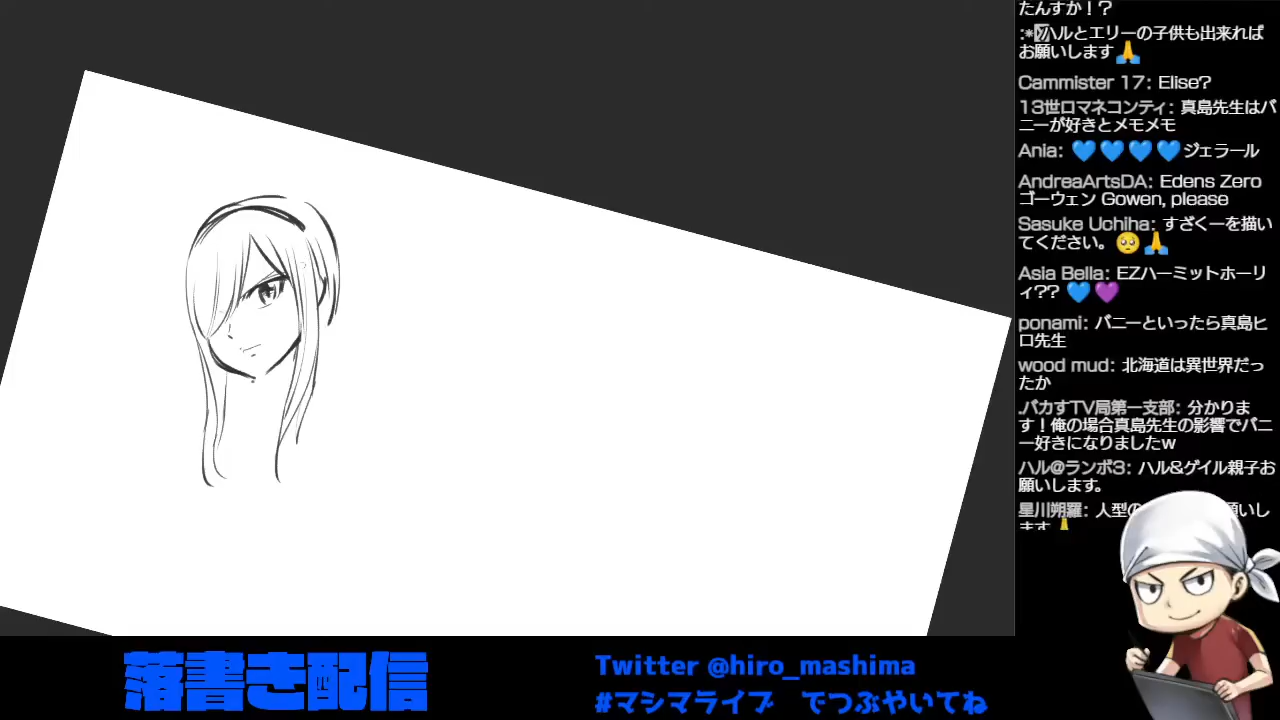 たんすか！？
ハルとエリーの子供も出来れば
お願いします🙏
Cammister 17: Elise?
13世ロマネコンティ: 真島先生はバ
ニーが好きとメモメモ
Ania: 💙💙💙💙ジェラール
AndreaArtsDA: Edens Zero
ゴーウェン Gowen, please
Sasuke Uchiha: すざくーを描い
てください。🥺🙏
Asia Bella: EZハーミットホーリ
ィ?? 💙💜
ponami: バニーといったら真島ヒ
ロ先生
wood mud: 北海道は異世界だっ
たか
.バカすTV局第一支部: 分かりま
す！俺の場合真島先生の影響でバニ
ー好きになりましたw
ハル@ランボ3: ハル&ゲイル親子お
願いします。
星川朔羅: 人型の
願いし
ます🙏
落書き配信
Twitter @hiro_mashima
#マシマライブ　でつぶやいてね